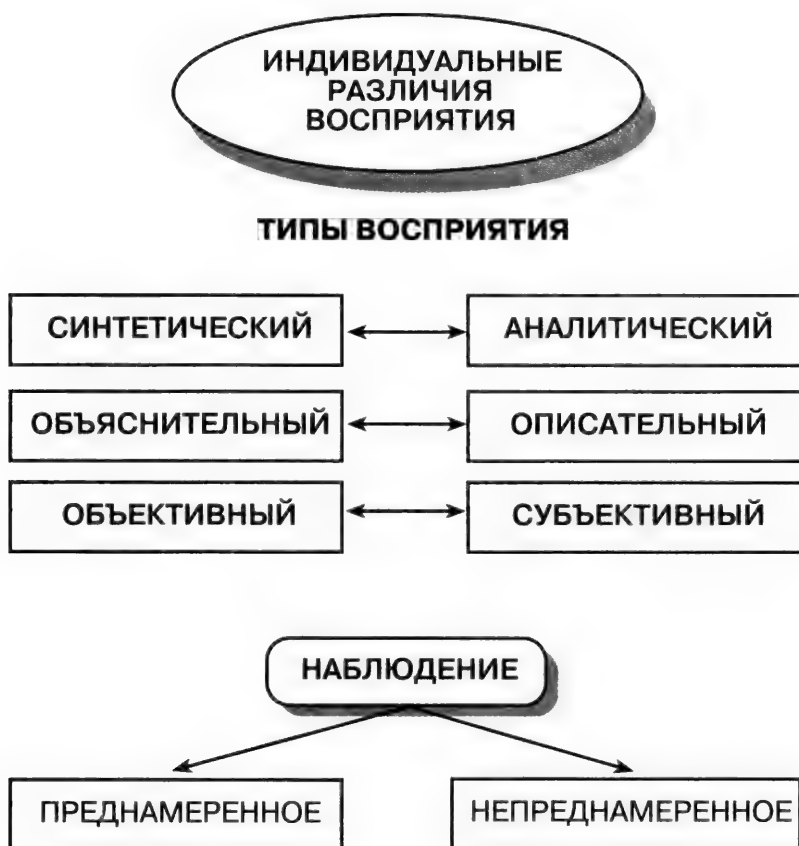 ИНДИВИДУАЛЬНЫЕ
РАЗЛИЧИЯ
ВОСПРИЯТИЯ
ТИПЫ ВОСПРИЯТИЯ
СИНТЕТИЧЕСКИЙ
АНАЛИТИЧЕСКИЙ
ОБЪЯСНИТЕЛЬНЫЙ
ОПИСАТЕЛЬНЫЙ
ОБЪЕКТИВНЫЙ
СУБЪЕКТИВНЫЙ
НАБЛЮДЕНИЕ
ПРЕДНАМЕРЕННОЕ
НЕПРЕДНАМЕРЕННОЕ